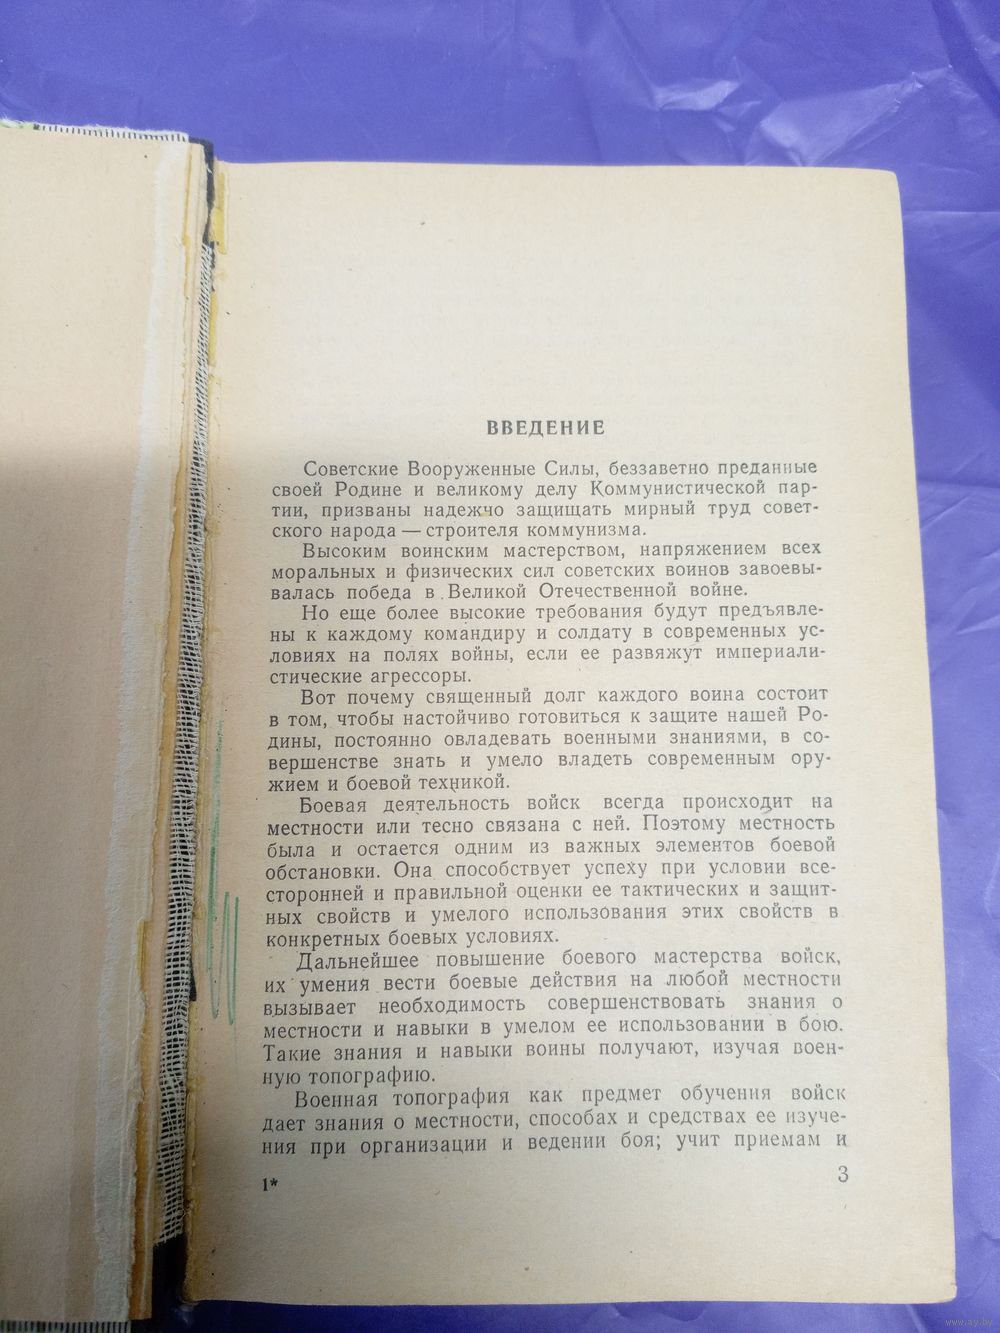 ВВЕДЕНИЕ
Советские Вооруженные Силы, беззаветно преданные
своей Родине и великому делу Коммунистической пар-
тии, призваны надежно защищать мирный труд совет-
ского народа — строителя коммунизма.
Высоким воинским мастерством, напряжением всех
моральных и физических сил советских воинов завоевы-
валась победа в Великой Отечественной войне.
Но еще более высокие требования будут предъявле-
ны к каждому командиру и солдату в современных ус-
ловиях на полях войны, если ее развяжут империали-
стические агрессоры.
Вот почему священный долг каждого воина состоит
в том, чтобы настойчиво готовиться к защите нашей Ро-
дины, постоянно овладевать военными знаниями, в со-
вершенстве знать и умело владеть современным ору-
жием и боевой техникой.
Боевая деятельность войск всегда происходит на
местности или тесно связана с ней. Поэтому местность
была и остается одним из важных элементов боевой
обстановки. Она способствует успеху при условии все-
сторонней и правильной оценки ее тактических и защит-
ных свойств и умелого использования этих свойств в
конкретных боевых условиях.
Дальнейшее повышение боевого мастерства войск,
их умения вести боевые действия на любой местности
вызывает необходимость совершенствовать знания о
местности и навыки в умелом ее использовании в бою.
Такие знания и навыки воины получают, изучая воен-
ную топографию.
Военная топография как предмет обучения войск
дает знания о местности, способах и средствах ее изуче-
ния при организации и ведении боя; учит приемам и
1*
3
www.ay.by